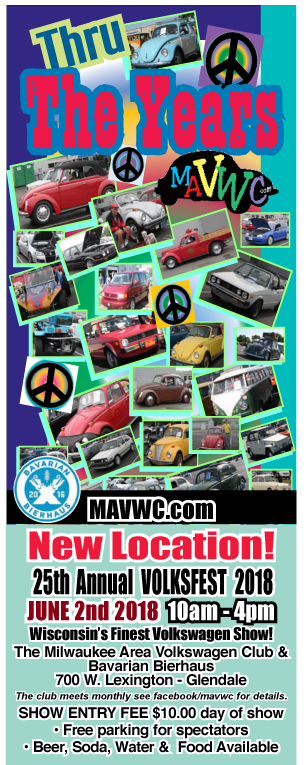 Thru
The Years
MAVWC.com
BAVARIAN
20 16
BIERHAUS
MAVWC.com
New Location!
25th Annual VOLKSFEST 2018
JUNE 2nd 2018 10am - 4pm
Wisconsin's Finest Volkswagen Show!
The Milwaukee Area Volkswagen Club &
Bavarian Bierhaus
700 W. Lexington - Glendale
The club meets monthly see facebook/mavwc for details.
SHOW ENTRY FEE $10.00 day of show
• Free parking for spectators
• Beer, Soda, Water & Food Available